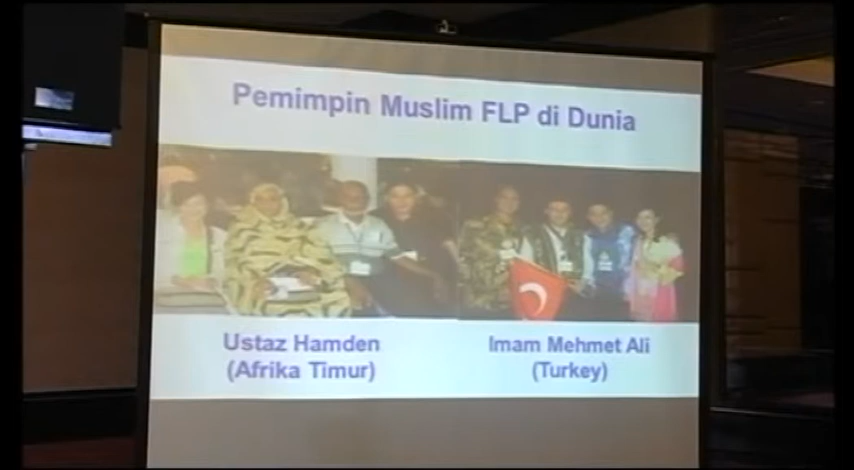 Pemimpin Muslim FLP di Dunia
Ustaz Hamden
(Afrika Timur)
Imam Mehmet Ali
(Turkey)